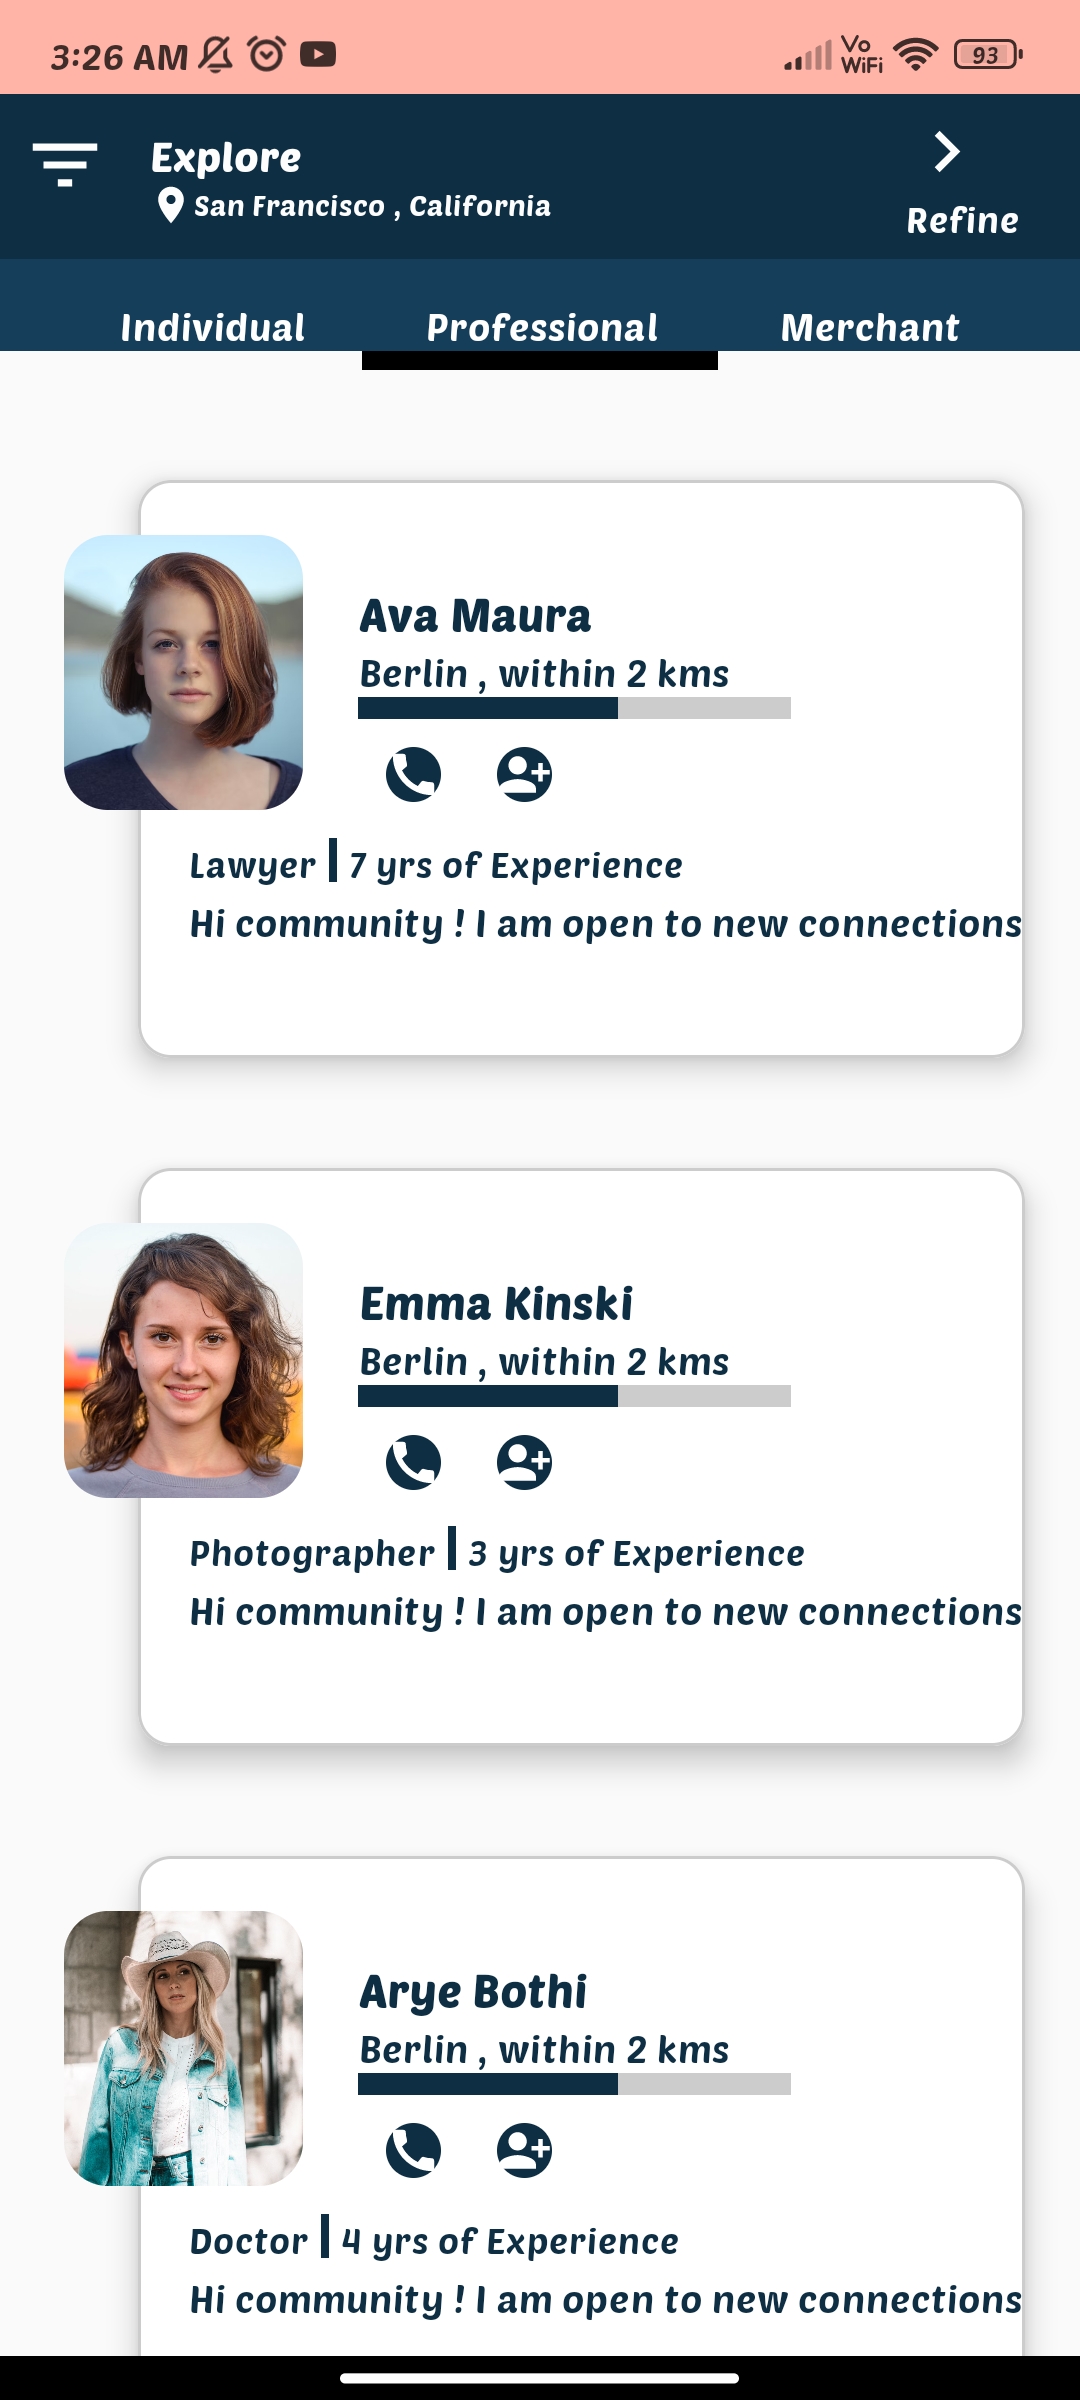 3:26 AM Vo WiFi 93
Explore
San Francisco , California
Refine
Individual Professional Merchant
Ava Maura
Berlin , within 2 kms
Lawyer | 7 yrs of Experience
Hi community ! I am open to new connections
Emma Kinski
Berlin , within 2 kms
Photographer | 3 yrs of Experience
Hi community ! I am open to new connections
Arye Bothi
Berlin , within 2 kms
Doctor | 4 yrs of Experience
Hi community ! I am open to new connections